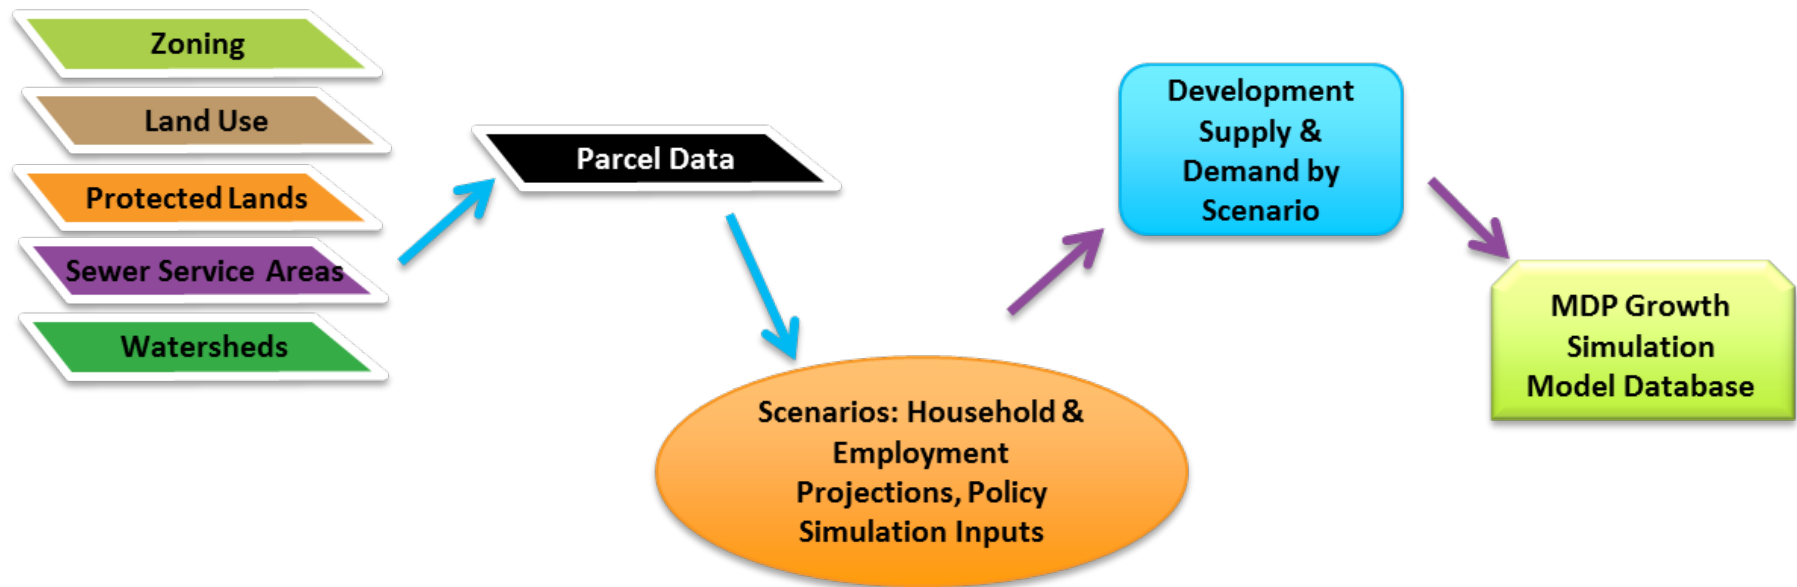 Zoning
Land Use
Protected Lands
Sewer Service Areas
Watersheds
Parcel Data
Scenarios: Household &
Employment
Projections, Policy
Simulation Inputs
Development
Supply &
Demand by
Scenario
MDP Growth
Simulation
Model Database